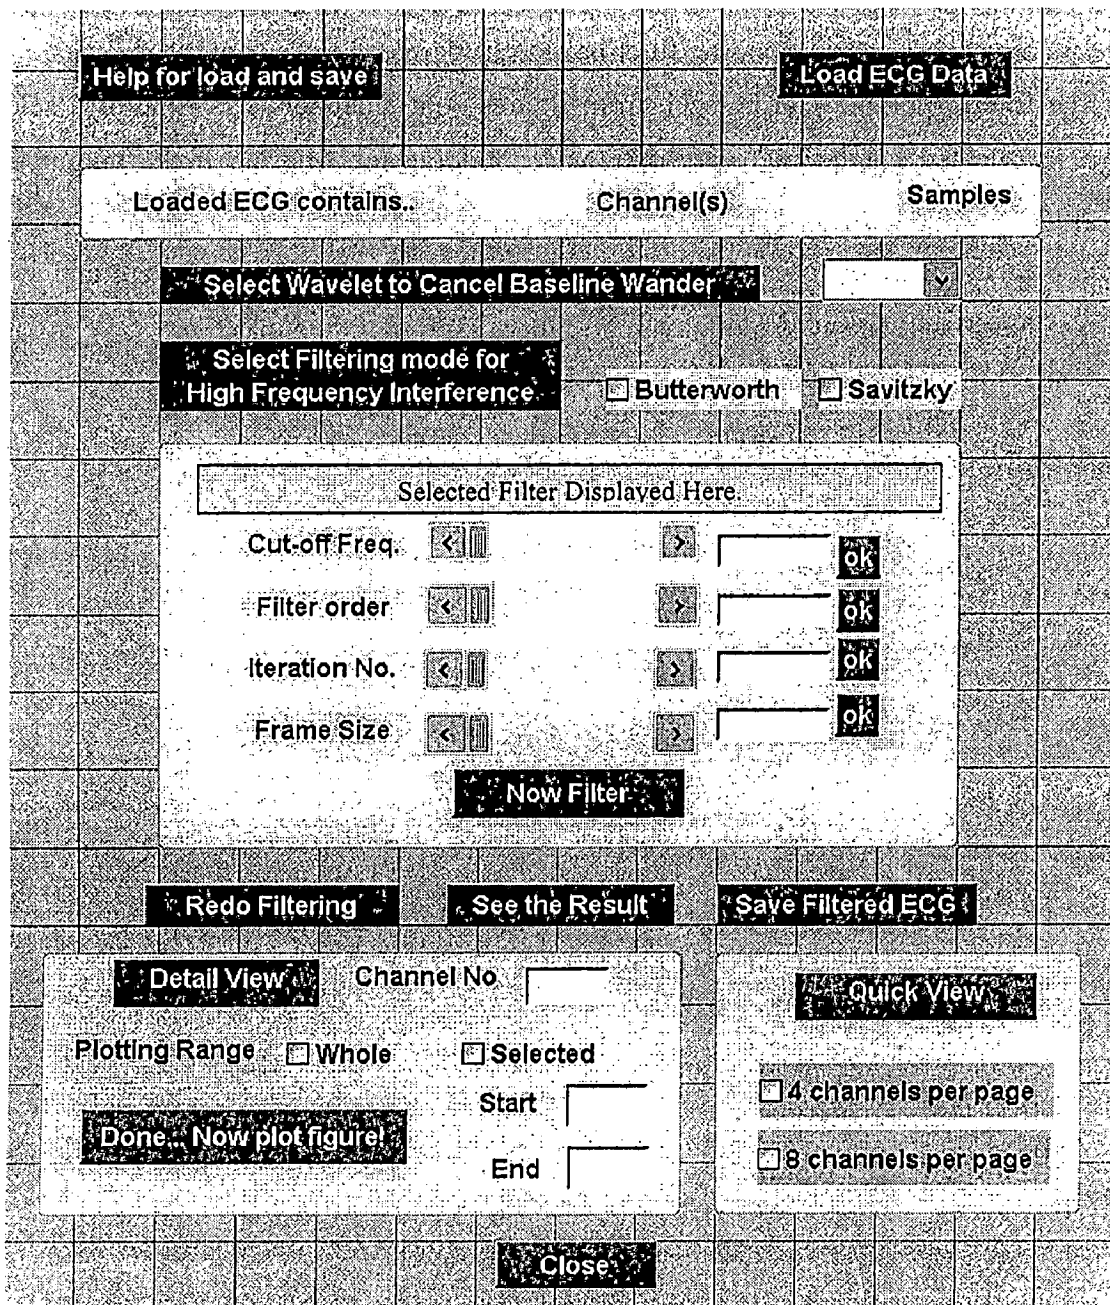 Help for load and save
Load ECG Data
Loaded ECG contains.. Channel(s) Samples
Select Wavelet to Cancel Baseline Wander
Select Filtering mode for
High Frequency Interference
Butterworth Savitzky
Selected Filter Displayed Here
Cut-off Freq. ok
Filter order ok
Iteration No. ok
Frame Size ok
Now Filter
Redo Filtering See the Result Save Filtered ECG
Detail View Channel No
Quick View
Plotting Range Whole Selected
4 channels per page
Start
Done... Now plot figure!
8 channels per page
End
Close